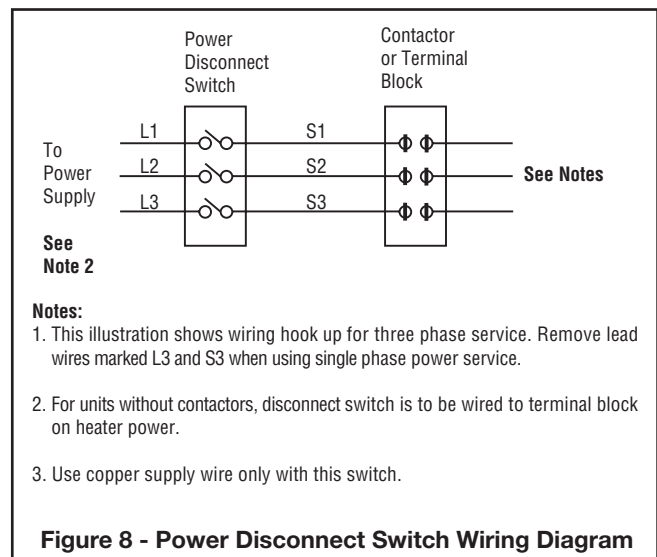 Power
Disconnect
Switch
Contactor
or Terminal
Block
To
Power
Supply
L1
S1
L2
S2
L3
S3
See Notes
See
Note 2
Notes:
1. This illustration shows wiring hook up for three phase service. Remove lead
wires marked L3 and S3 when using single phase power service.
2. For units without contactors, disconnect switch is to be wired to terminal block
on heater power.
3. Use copper supply wire only with this switch.
Figure 8 - Power Disconnect Switch Wiring Diagram